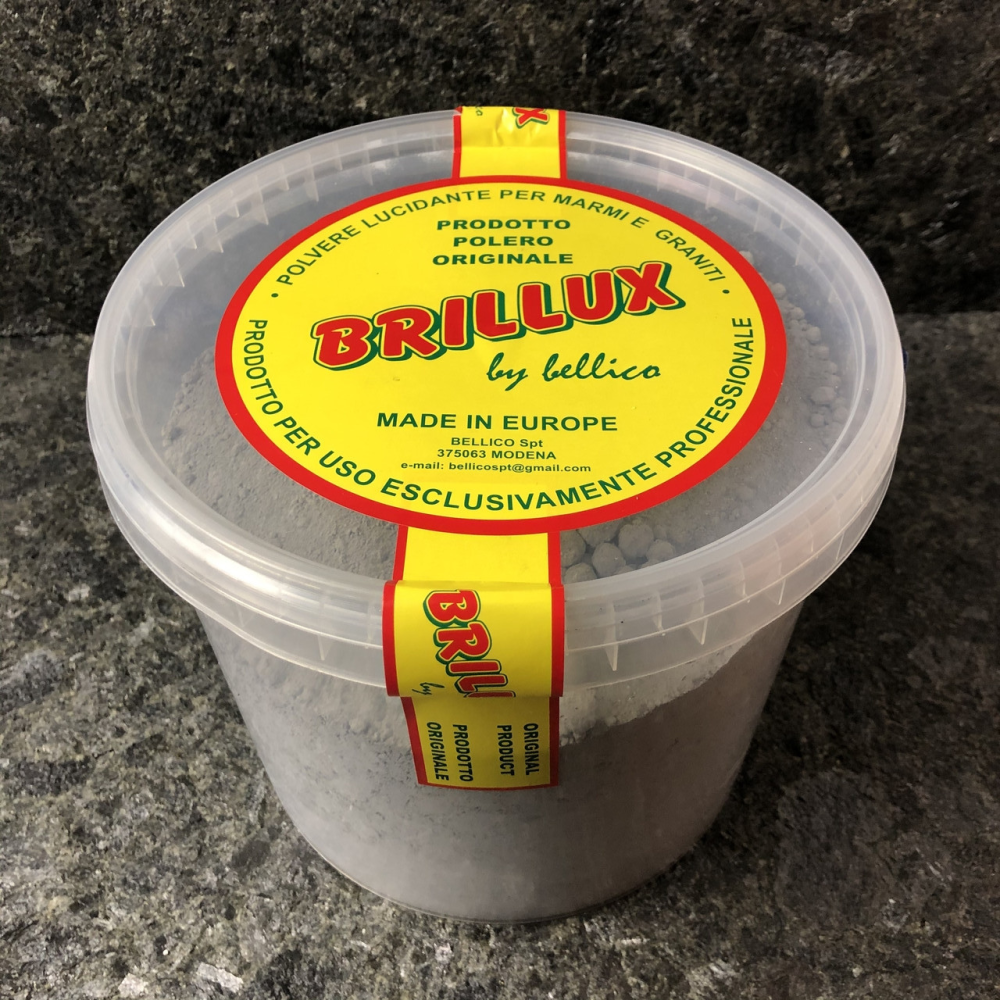 X
• POLVERE LUCIDANTE PER MARMI E GRANITI •
PRODOTTO
POLERO
ORIGINALE
BRILLUX
by bellico
MADE IN EUROPE
BELLICO Spt
375063 MODENA
e-mail: bellicospt@gmail.com
PRODOTTO PER USO ESCLUSIVAMENTE PROFESSIONALE
BRILL
by
ORIGINAL
PRODUCT
PRODOTTO
ORIGINALE